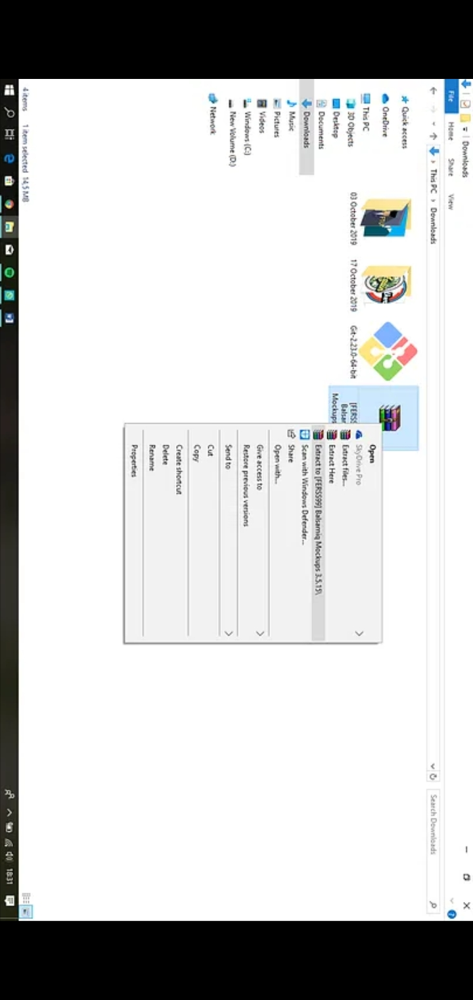 Downloads
File
Home
Share
View
This PC
Downloads
Search Downloads
Quick access
OneDrive
This PC
3D Objects
Desktop
Documents
Downloads
Music
Pictures
Videos
Windows (C:)
New Volume (D:)
Network
03 October 2019
17 October 2019
Git-2.23.0-64-bit
[FERSS
Balsar
Mockups
Open
SkyDrive Pro
Extract files...
Extract Here
Extract to [FERSS99] Balsamiq Mockups 3.5.15\
Scan with Windows Defender...
Share
Open with...
Give access to
Restore previous versions
Send to
Cut
Copy
Create shortcut
Delete
Rename
Properties
4 items
1 item selected 14,5 MB
18:31